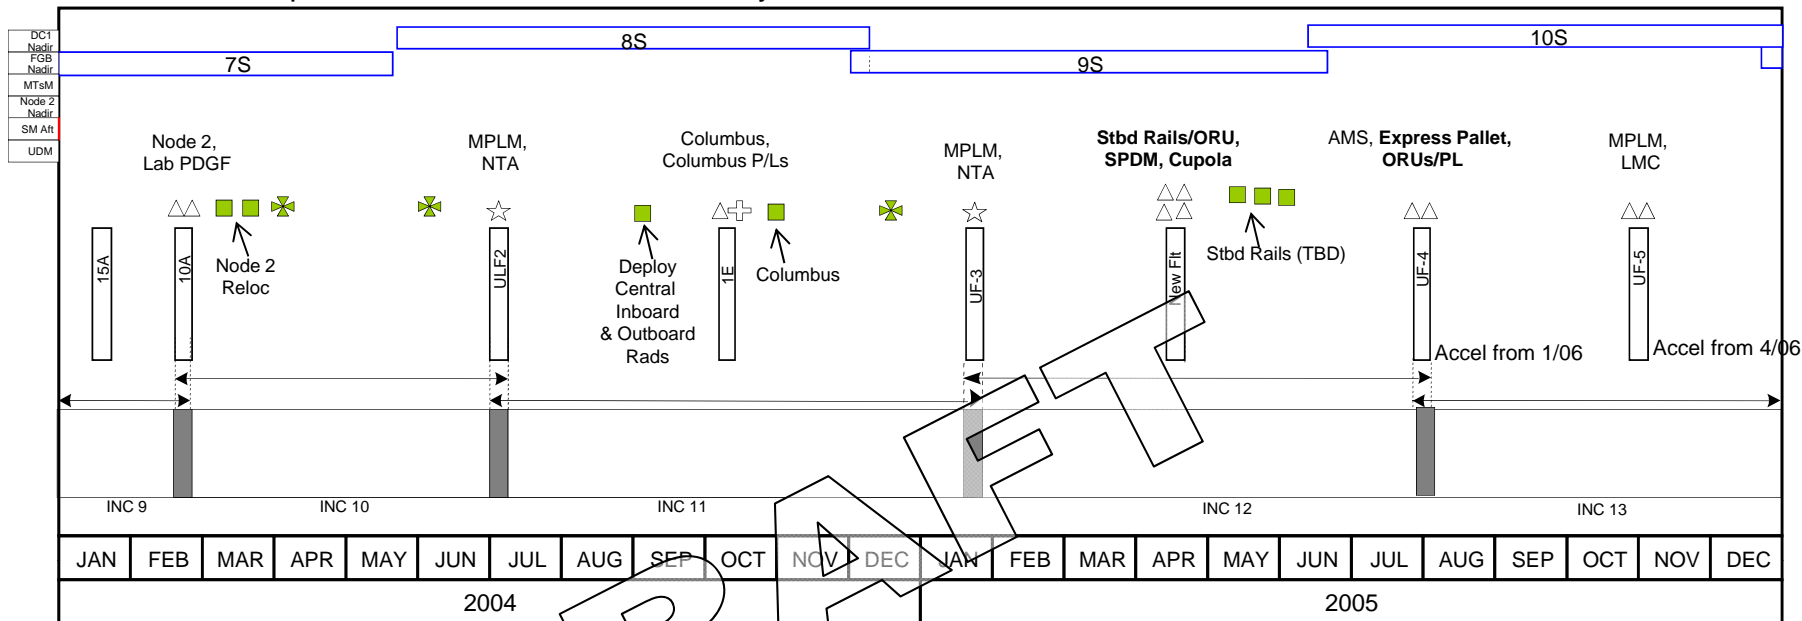 DC1
Nadir
FGB
Nadir
MTsM
Node 2
Nadir
SM Aft
UDM
8S
10S
7S
9S
Node 2,
Lab PDGF
MPLM,
NTA
Columbus,
Columbus P/Ls
MPLM,
NTA
Stbd Rails/ORU,
SPDM, Cupola
AMS, Express Pallet,
ORUs/PL
MPLM,
LMC
15A
10A
Node 2
Reloc
ULF2
Deploy
Central
Inboard
& Outboard
Rads
1E
Columbus
UF-3
New Flt
Stbd Rails (TBD)
UF-4
Accel from 1/06
UF-5
Accel from 4/06
INC 9
INC 10
INC 11
INC 12
INC 13
JAN FEB MAR APR MAY JUN JUL AUG SEP OCT NOV DEC JAN FEB MAR APR MAY JUN JUL AUG SEP OCT NOV DEC
2004
2005
RAFT